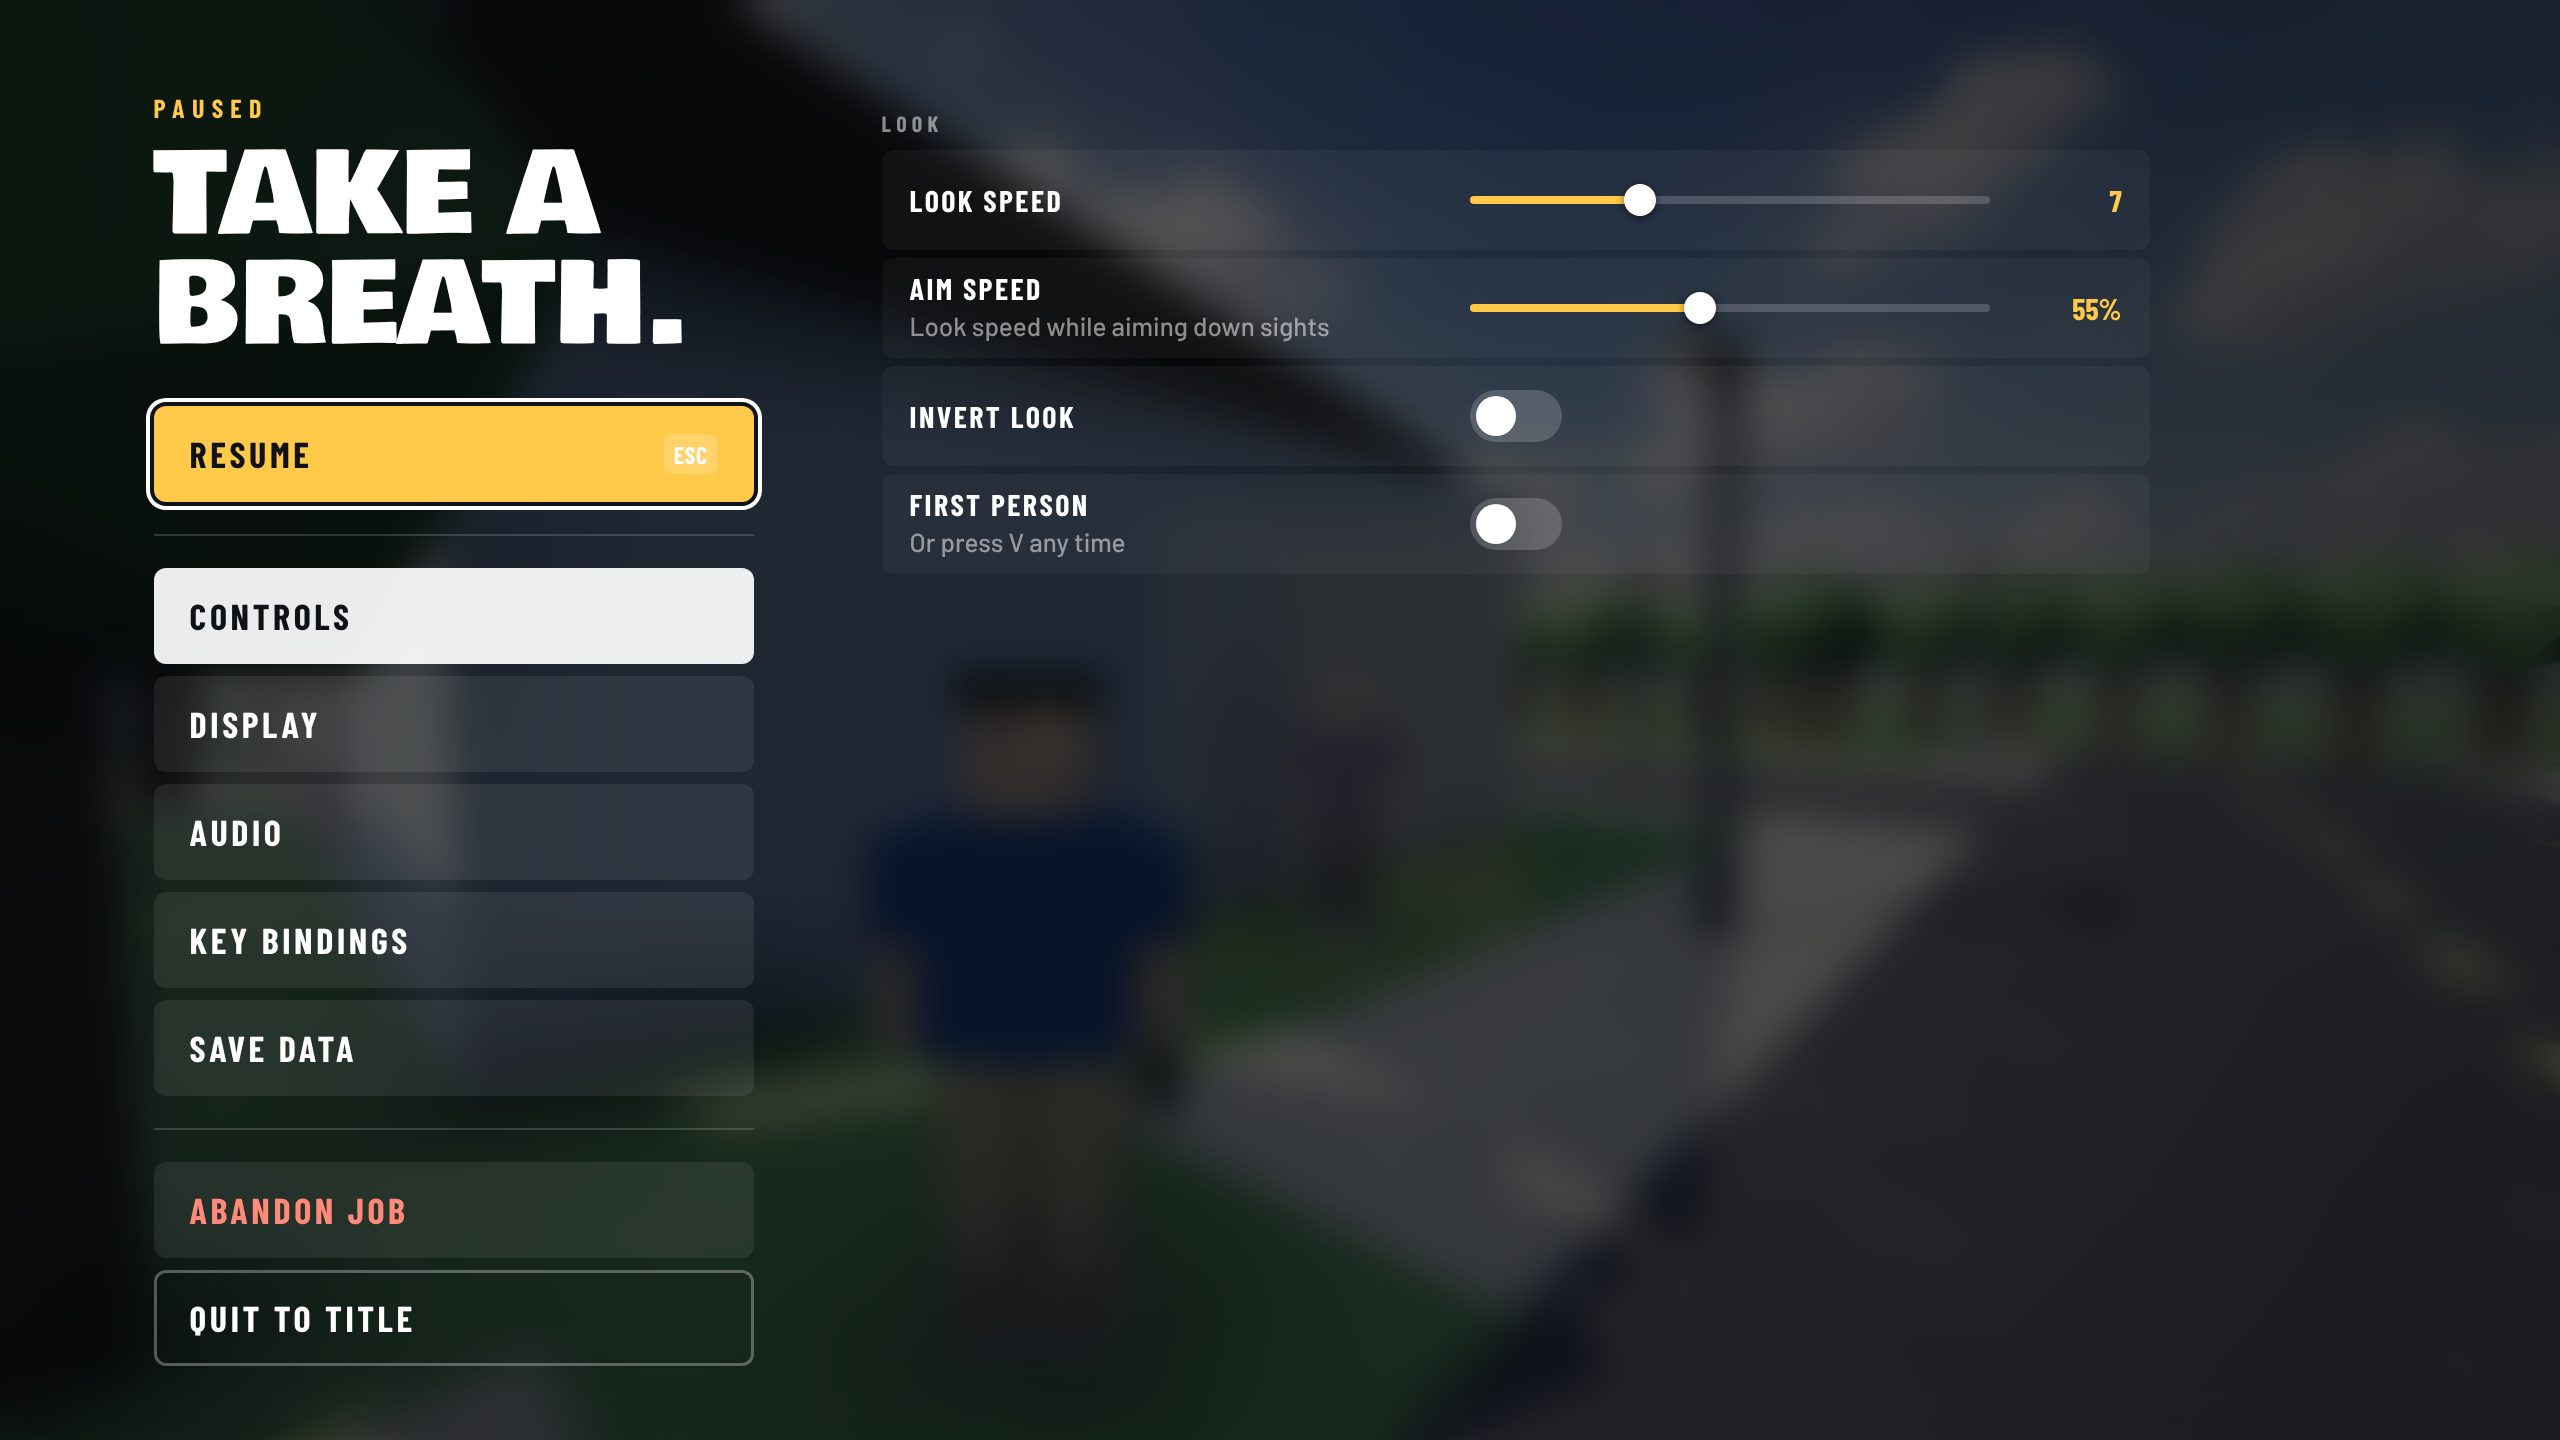 PAUSED
TAKE A
BREATH.
RESUME ESC
CONTROLS
DISPLAY
AUDIO
KEY BINDINGS
SAVE DATA
ABANDON JOB
QUIT TO TITLE
LOOK
LOOK SPEED 7
AIM SPEED
Look speed while aiming down sights 55%
INVERT LOOK
FIRST PERSON
Or press V any time